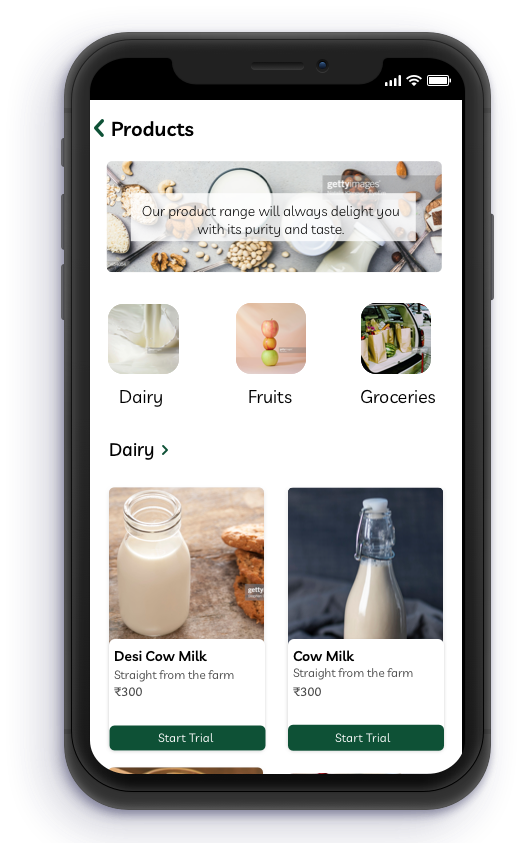 Products
gettyimages
Our product range will always delight you
with its purity and taste.
Dairy
Fruits
Groceries
Dairy
getty
Desi Cow Milk
Straight from the farm
₹300
Start Trial
Cow Milk
Straight from the farm
₹300
Start Trial